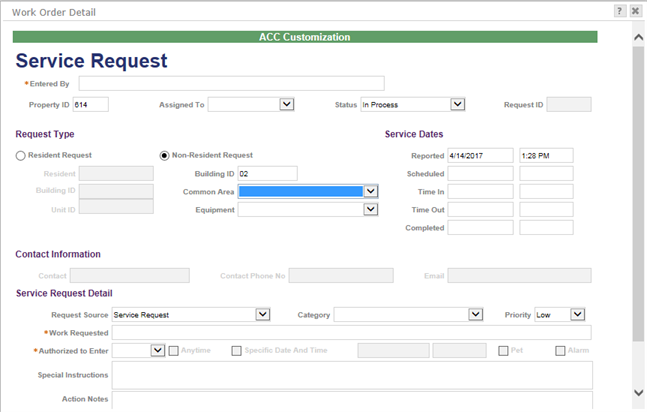 Work Order Detail
ACC Customization
Service Request
*Entered By
Property ID 614 Assigned To Status In Process Request ID
Request Type Service Dates
Resident Request Non-Resident Request Reported 4/14/2017 1:28 PM
Resident Building ID 02 Scheduled
Building ID Common Area Time In
Unit ID Equipment Time Out
Completed
Contact Information
Contact Contact Phone No Email
Service Request Detail
Request Source Service Request Category Priority Low
*Work Requested
*Authorized to Enter Anytime Specific Date And Time Pet Alarm
Special Instructions
Action Notes